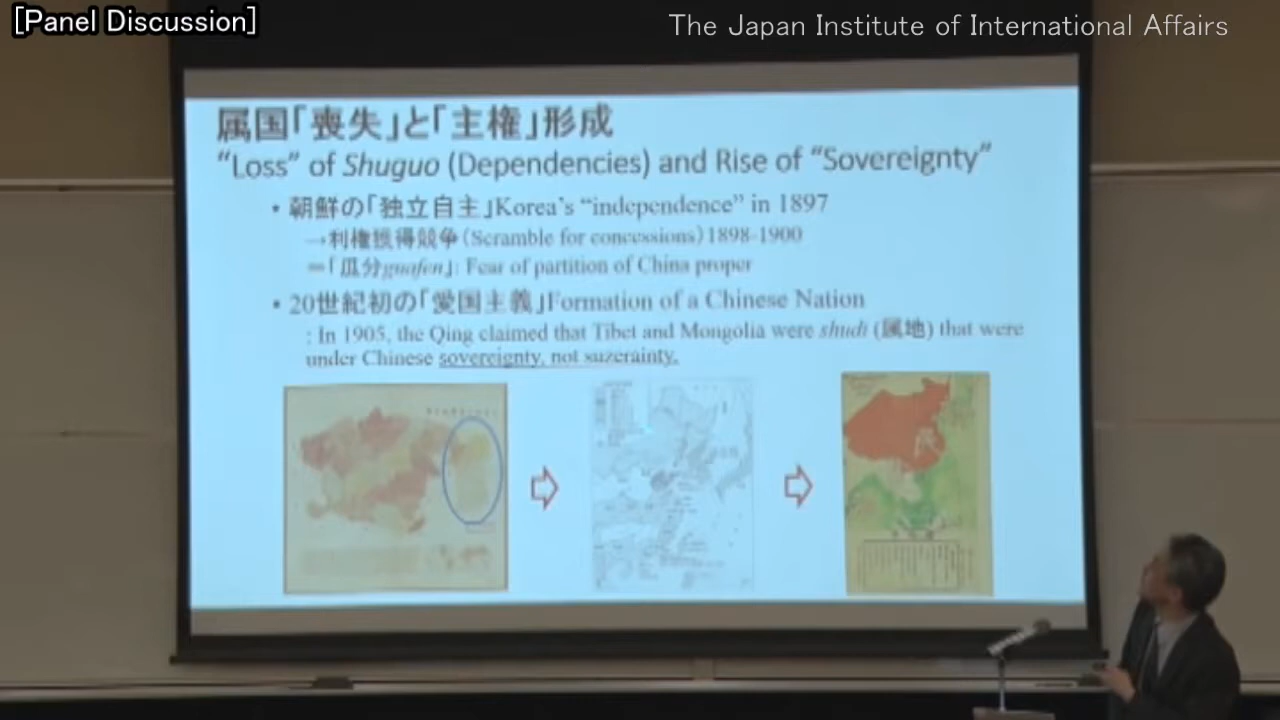 [Panel Discussion]
The Japan Institute of International Affairs
属国「喪失」と「主権」形成
“Loss” of Shuguo (Dependencies) and Rise of “Sovereignty”
• 朝鮮の「独立自主」Korea’s “independence” in 1897
→利権獲得競争(Scramble for concessions)1898-1900
=「瓜分guafen」: Fear of partition of China proper
• 20世紀初の「愛国主義」Formation of a Chinese Nation
: In 1905, the Qing claimed that Tibet and Mongolia were shudi (属地) that were
under Chinese sovereignty, not suzerainty.